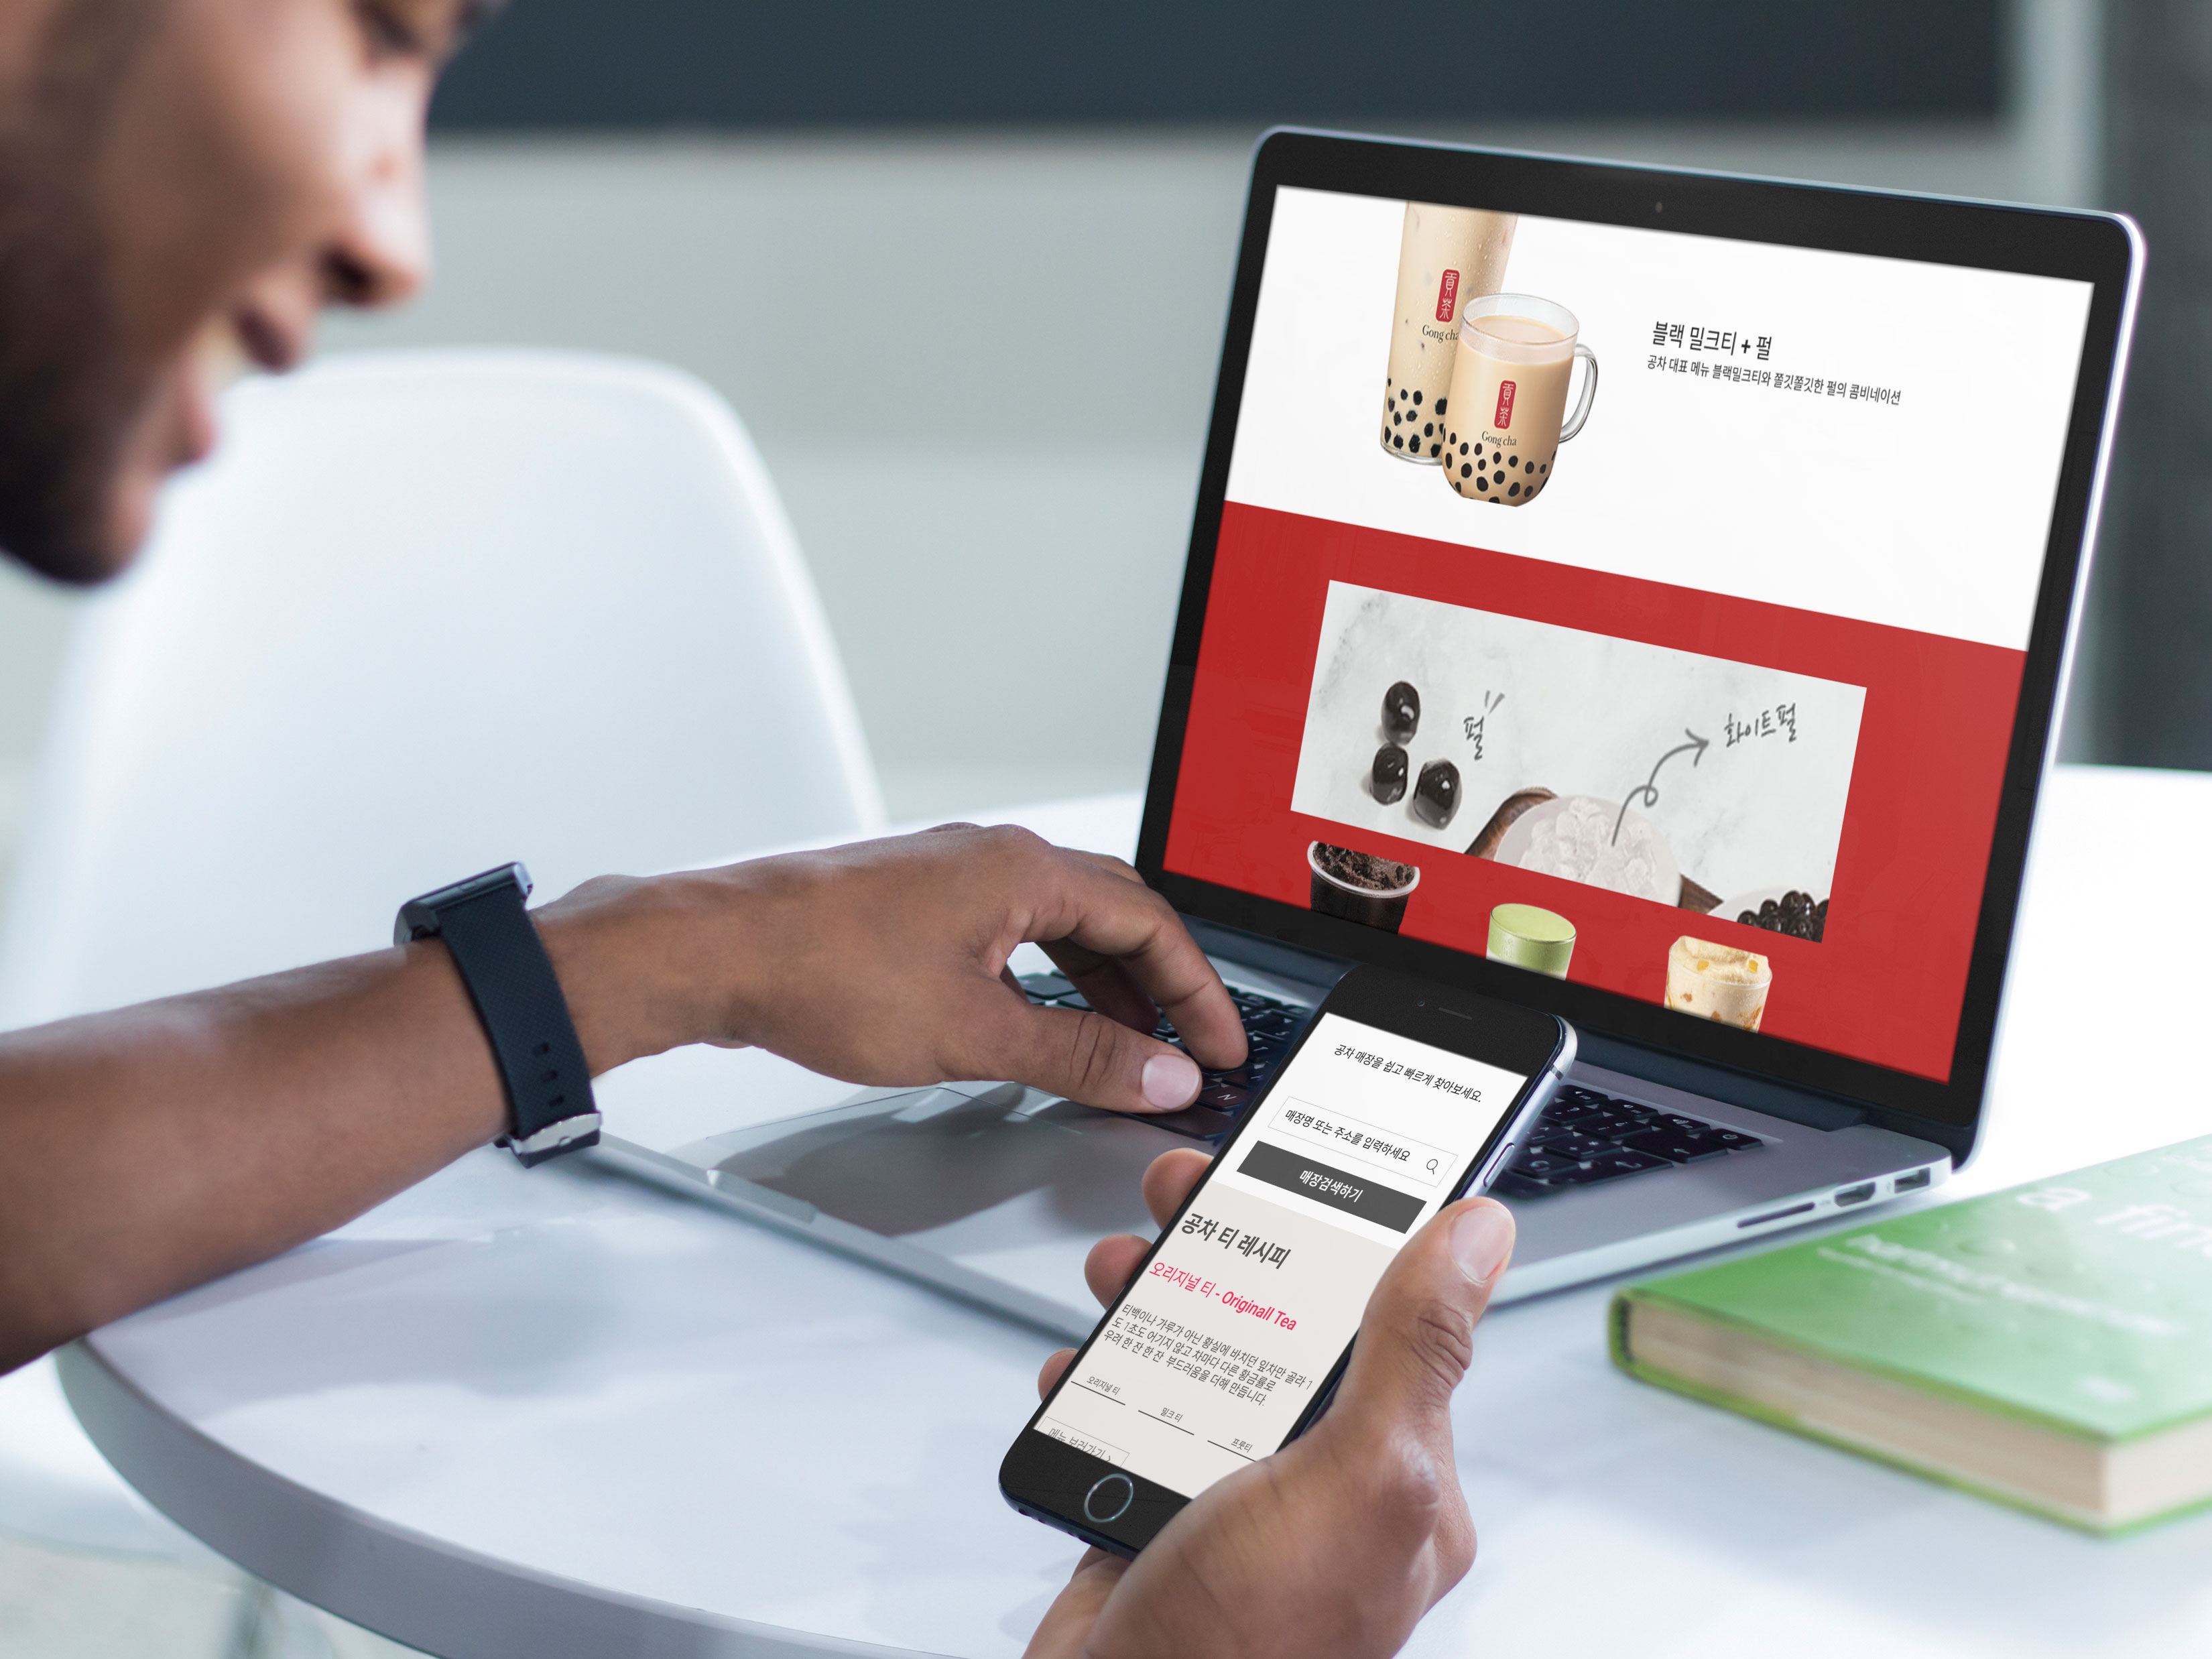 貢茶
Gong cha
貢茶
Gong cha
블랙 밀크티 + 펄
공차 대표 메뉴 블랙밀크티와 쫄깃쫄깃한 펄의 콤비네이션
펄
화이트펄
공차 매장을 쉽고 빠르게 찾아보세요.
매장명 또는 주소를 입력하세요
매장검색하기
공차 티 레시피
오리지널 티 - Originall Tea
티백이나 가루가 아닌 황실에 바치던 잎차만 골라 1
도 1초도 어기지 않고 차마다 다른 황금률로
우려 한 잔 한 잔 부드러움을 더해 만듭니다.
오리지널 티
밀크 티
프룻티
메뉴 보러가기 >
N